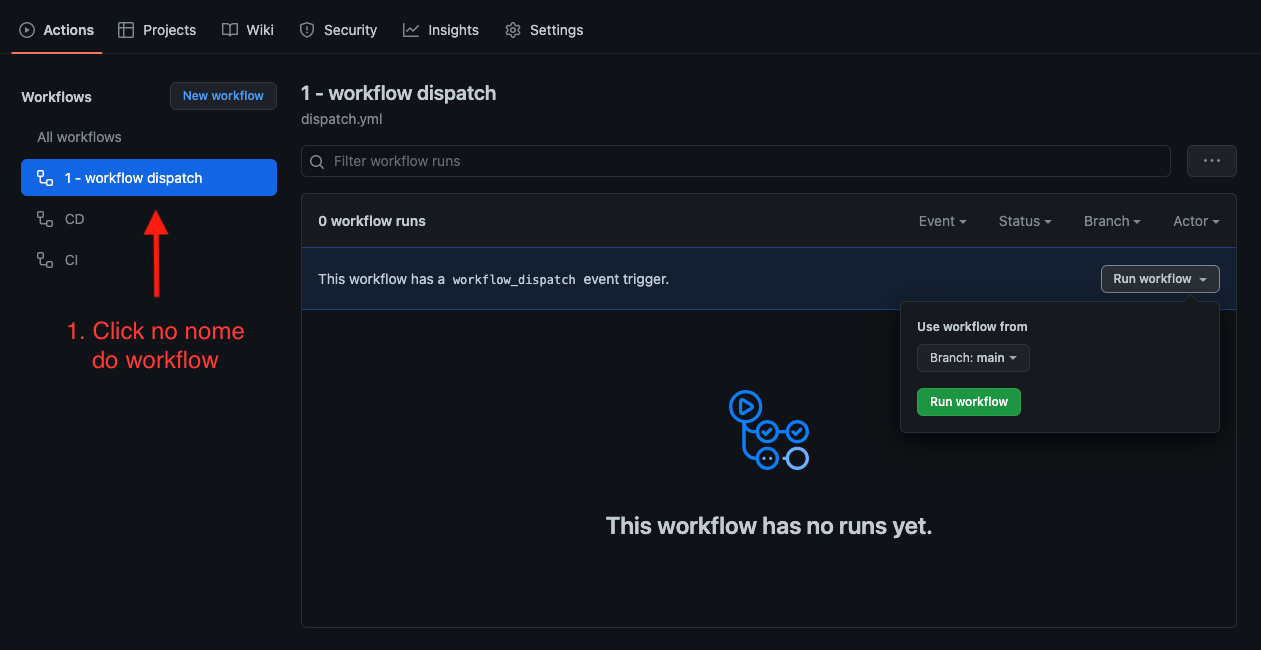 Actions Projects Wiki Security Insights Settings
Workflows
New workflow
All workflows
1 - workflow dispatch
CD
CI
1. Click no nome
do workflow
1 - workflow dispatch
dispatch.yml
Filter workflow runs
0 workflow runs
Event Status Branch Actor
This workflow has a workflow_dispatch event trigger.
Run workflow
Use workflow from
Branch: main
Run workflow
This workflow has no runs yet.